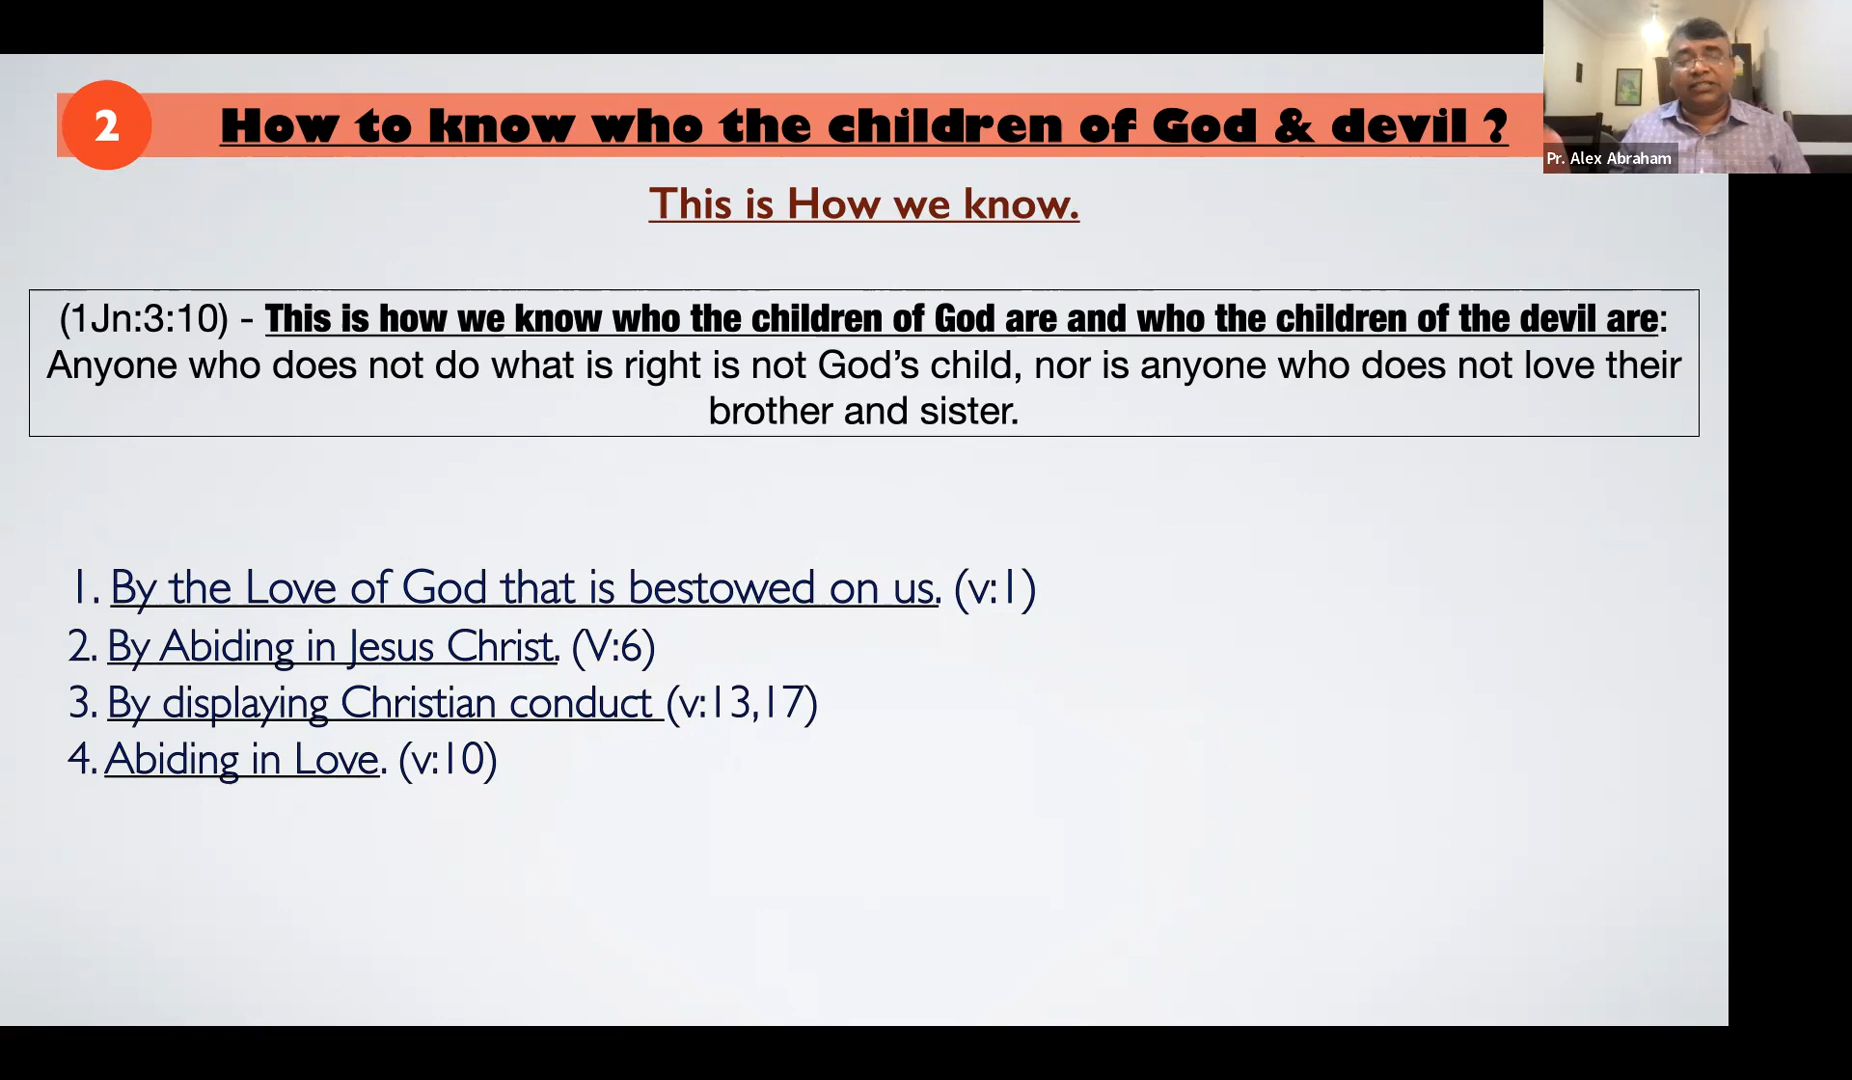 2
How to know who the children of God & devil ?
Pr. Alex Abraham
This is How we know.
(1Jn:3:10) - This is how we know who the children of God are and who the children of the devil are:
Anyone who does not do what is right is not God’s child, nor is anyone who does not love their
brother and sister.
1. By the Love of God that is bestowed on us. (v:1)
2. By Abiding in Jesus Christ. (V:6)
3. By displaying Christian conduct (v:13,17)
4. Abiding in Love. (v:10)